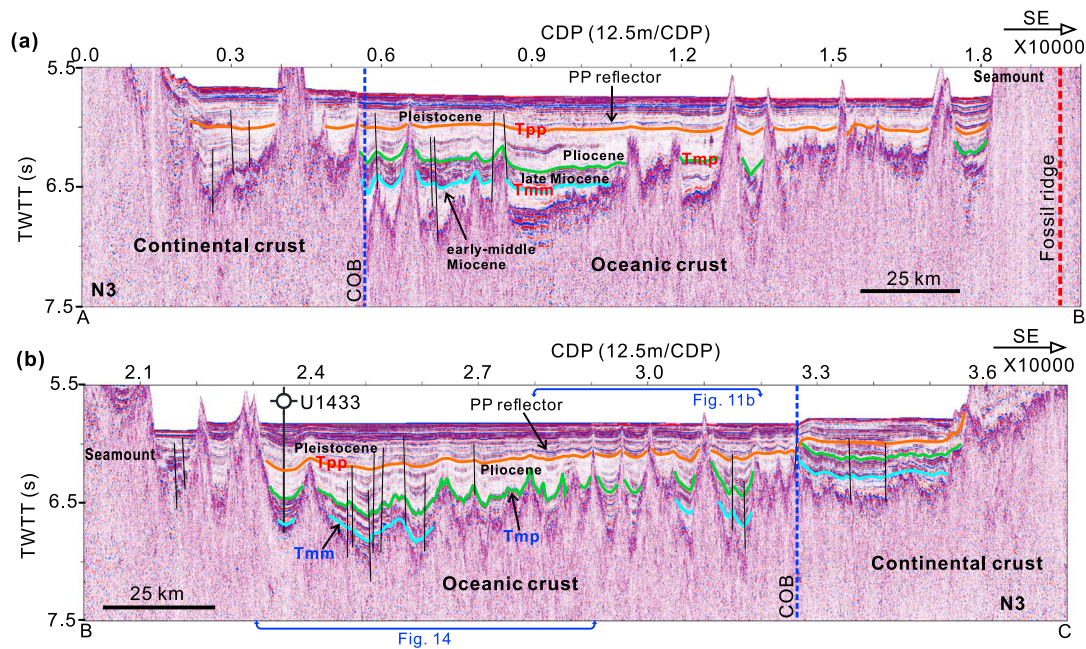 (a)
CDP (12.5m/CDP)
SE
X10000
0.0 0.3 0.6 0.9 1.2 1.5 1.8
5.5
6.5
7.5
TWTT (s)
PP reflector
Seamount
Pleistocene
Tpp
Pliocene
Tmp
late Miocene
Tmm
early-middle
Miocene
Continental crust
COB
Oceanic crust
Fossil ridge
25 km
N3
A
B
(b)
CDP (12.5m/CDP)
SE
X10000
2.1 2.4 2.7 3.0 3.3 3.6
5.5
6.5
7.5
TWTT (s)
U1433
Fig. 11b
PP reflector
Seamount
Pleistocene
Tpp
Pliocene
Tmm
Tmp
Oceanic crust
COB
Continental crust
25 km
N3
B
C
Fig. 14